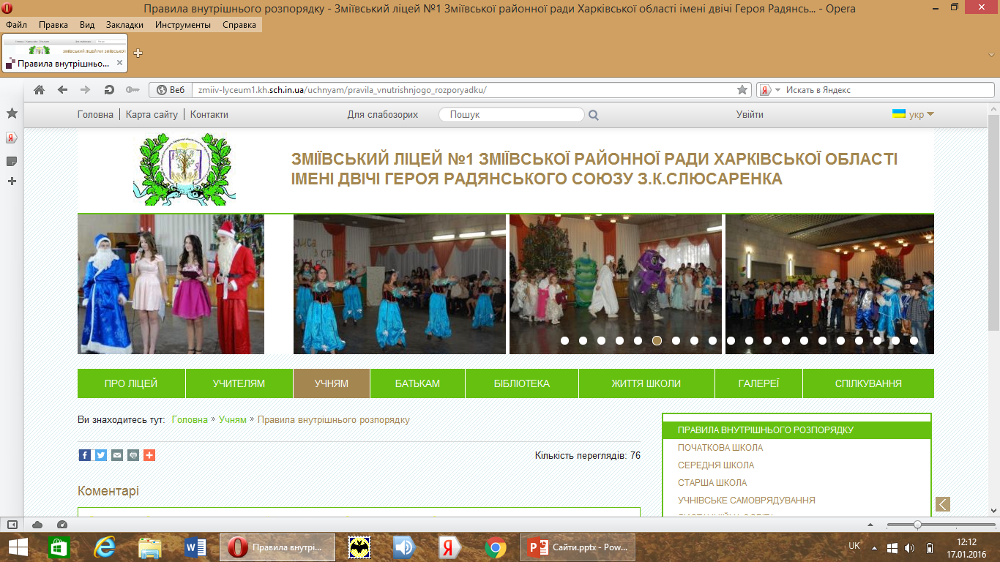 Правила внутрішнього розпорядку - Зміївський ліцей №1 Зміївської районної ради Харківської області імені двічі Героя Радянсь... - Opera
Файл Правка Вид Закладки Инструменты Справка
Правила внутрішньо...
Веб zmiiv-lyceum1.kh.sch.in.ua/uchnyam/pravila_vnutrishnjogo_rozporyadku/ Искать в Яндекс
Головна Карта сайту Контакти Для слабозорих Пошук Увійти укр
ЗМІЇВСЬКИЙ ЛІЦЕЙ №1 ЗМІЇВСЬКОЇ РАЙОННОЇ РАДИ ХАРКІВСЬКОЇ ОБЛАСТІ
ІМЕНІ ДВІЧІ ГЕРОЯ РАДЯНСЬКОГО СОЮЗУ З.К.СЛЮСАРЕНКА
ПРО ЛІЦЕЙ УЧИТЕЛЯМ УЧНЯМ БАТЬКАМ БІБЛІОТЕКА ЖИТТЯ ШКОЛИ ГАЛЕРЕЇ СПІЛКУВАННЯ
Ви знаходитесь тут: Головна » Учням » Правила внутрішнього розпорядку
Кількість переглядів: 76
Коментарі
ПРАВИЛА ВНУТРІШНЬОГО РОЗПОРЯДКУ
ПОЧАТКОВА ШКОЛА
СЕРЕДНЯ ШКОЛА
СТАРША ШКОЛА
УЧНІВСЬКЕ САМОВРЯДУВАННЯ
Правила внутрі...
Сайти.pptx - Pow...
UK
12:12
17.01.2016